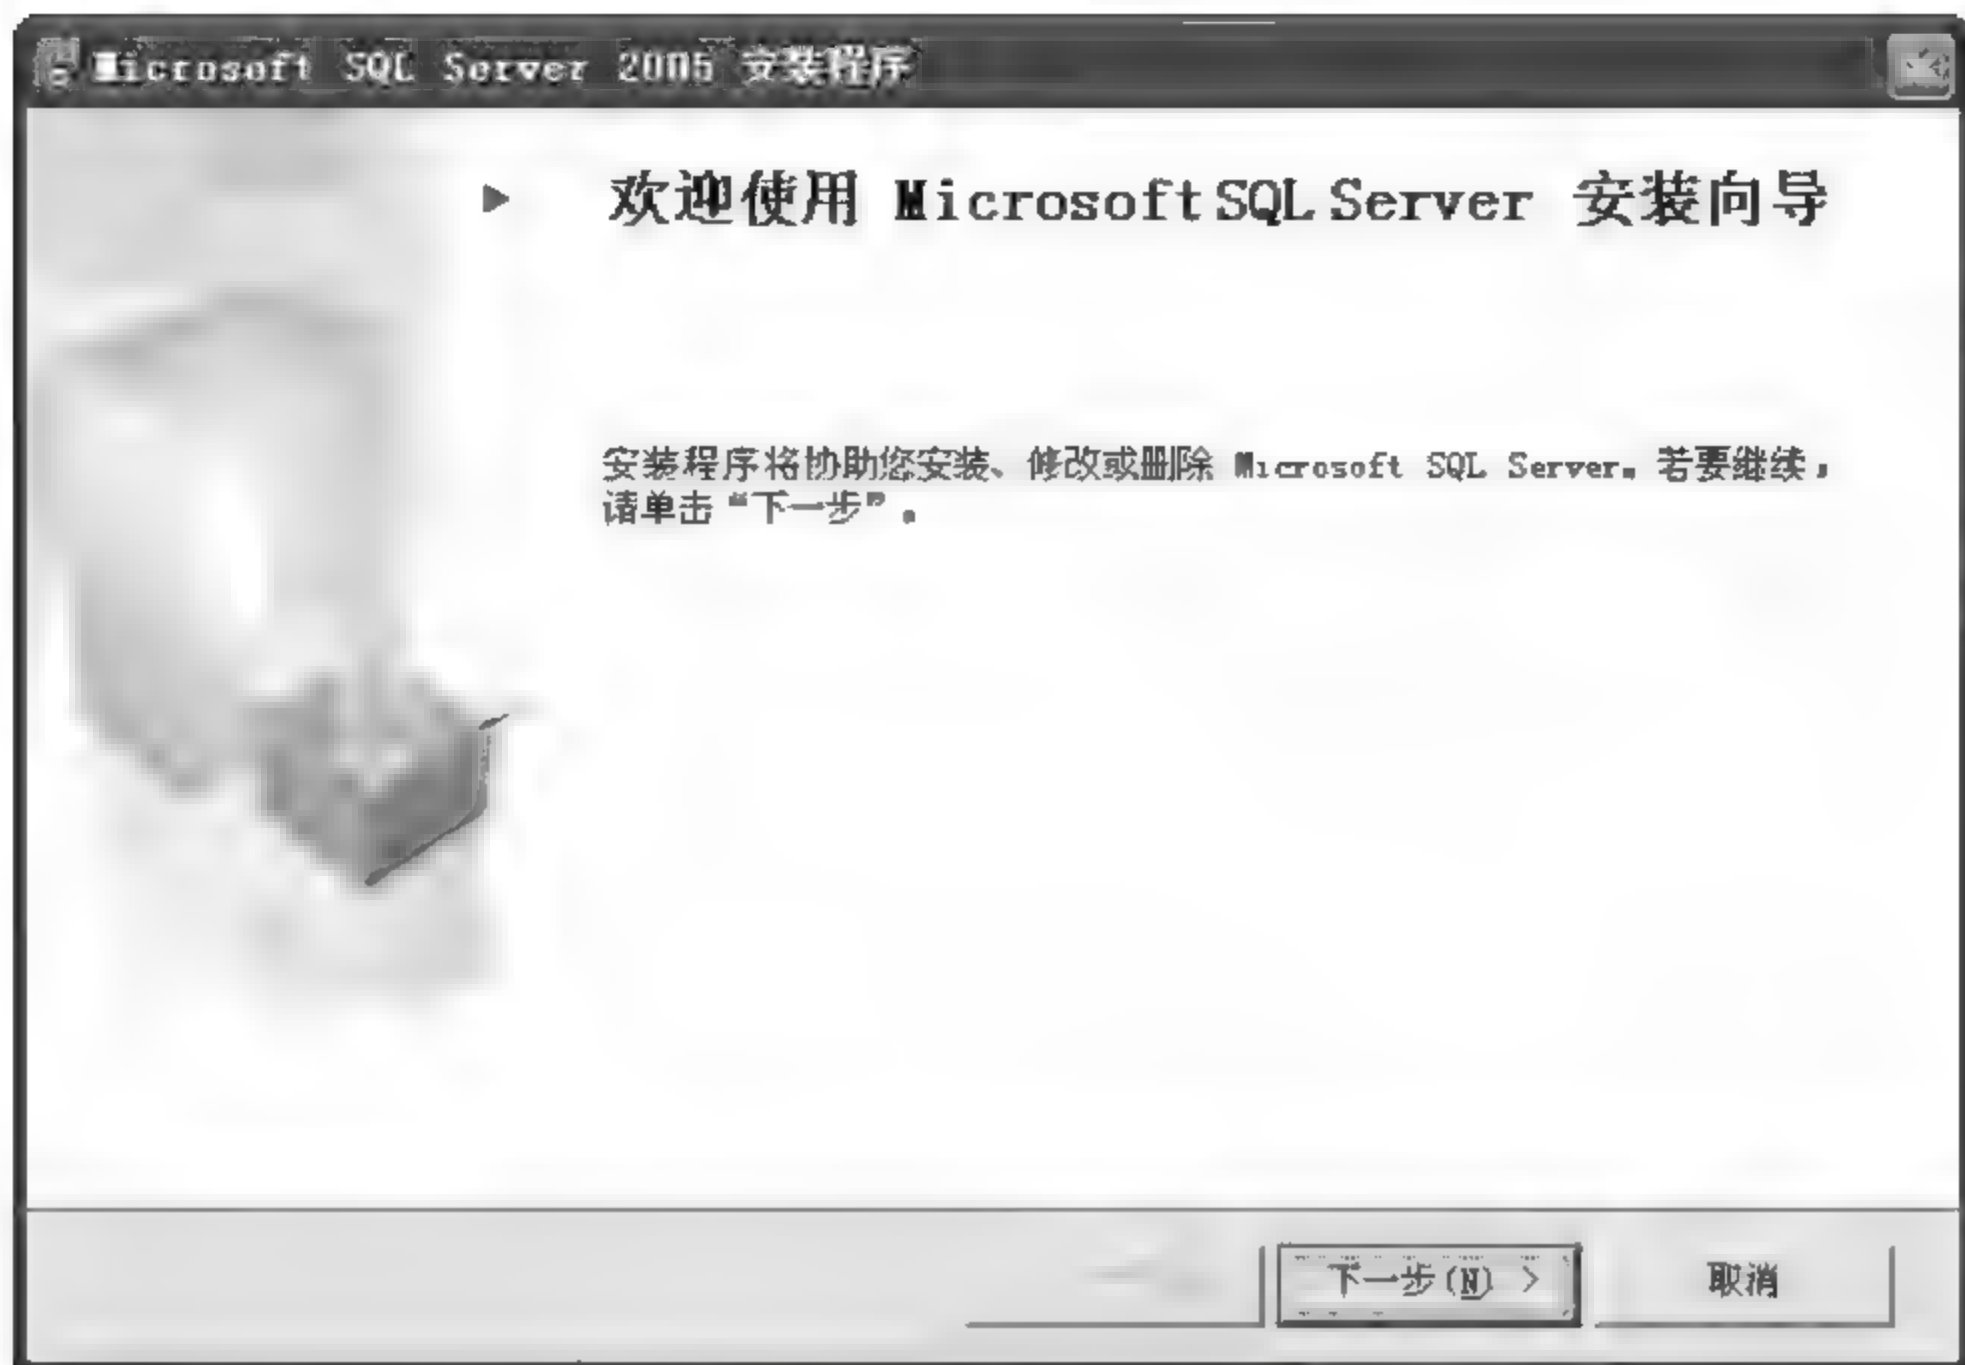 Microsoft SQL Server 2005 安装程序
欢迎使用 Microsoft SQL Server 安装向导
安装程序将协助您安装、修改或删除 Microsoft SQL Server。若要继续，
请单击“下一步”。
下一步(N) >
取消